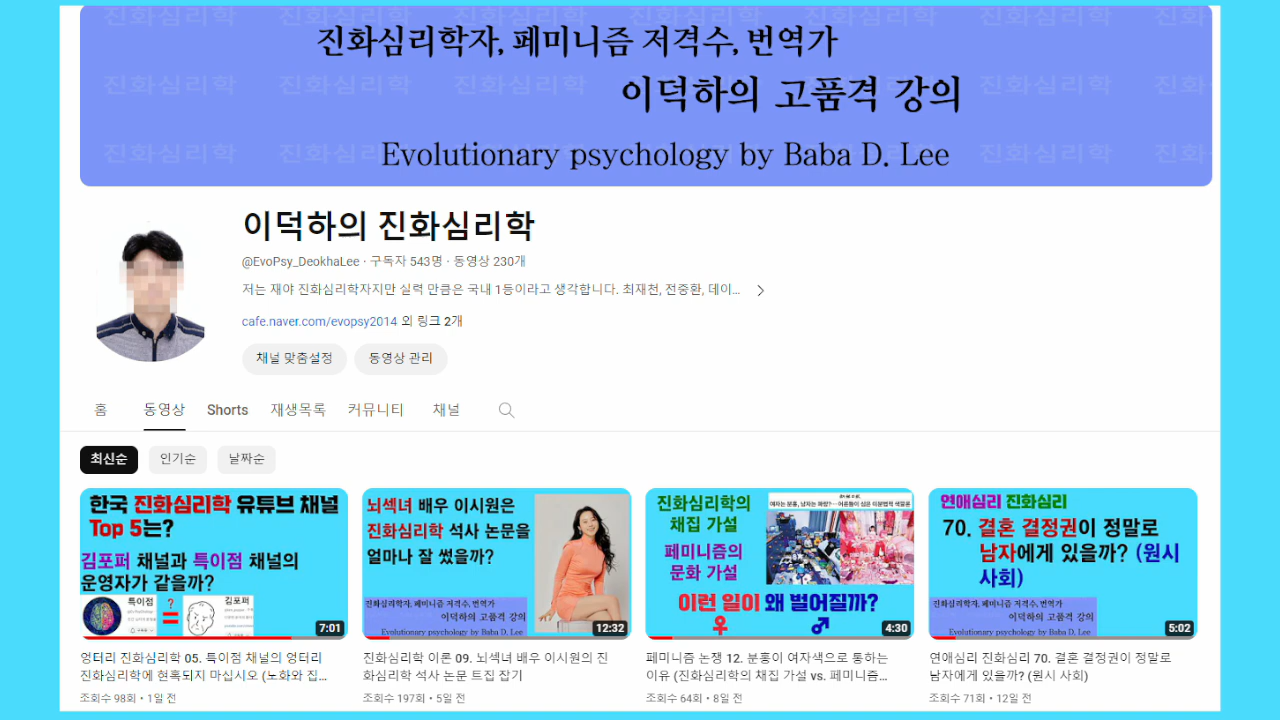 진화심리학자, 페미니즘 저격수, 번역가
이덕하의 고품격 강의
Evolutionary psychology by Baba D. Lee
이덕하의 진화심리학
@EvoPsy_DeokhaLee · 구독자 543명 · 동영상 230개
저는 재야 진화심리학자지만 실력 만큼은 국내 1등이라고 생각합니다. 최재천, 전중환, 데이...
cafe.naver.com/evopsy2014 외 링크 2개
채널 맞춤설정 동영상 관리
홈 동영상 Shorts 재생목록 커뮤니티 채널
최신순 인기순 날짜순
한국 진화심리학 유튜브 채널
Top 5는?
김포퍼 채널과 특이점 채널의
운영자가 같을까?
특이점 ? 김포퍼
=
7:01
엉터리 진화심리학 05. 특이점 채널의 엉터리
진화심리학에 현혹되지 마십시오 (노화와 집...
조회수 98회 • 1일 전
뇌섹녀 배우 이시원은
진화심리학 석사 논문을
얼마나 잘 썼을까?
진화심리학자, 페미니즘 저격수, 번역가
이덕하의 고품격 강의
Evolutionary psychology by Baba D. Lee
12:32
진화심리학 이론 09. 뇌섹녀 배우 이시원의 진
화심리학 석사 논문 트집 잡기
조회수 197회 • 5일 전
진화심리학의
채집 가설
페미니즘의
문화 가설
이런 일이 왜 벌어질까?
♀ ♂
4:30
페미니즘 논쟁 12. 분홍이 여자색으로 통하는
이유 (진화심리학의 채집 가설 vs. 페미니즘...
조회수 64회 • 8일 전
연애심리 진화심리
70. 결혼 결정권이 정말로
남자에게 있을까? (원시
사회)
진화심리학자, 페미니즘 저격수, 번역가
이덕하의 고품격 강의
Evolutionary psychology by Baba D. Lee
5:02
연애심리 진화심리 70. 결혼 결정권이 정말로
남자에게 있을까? (원시 사회)
조회수 71회 • 12일 전